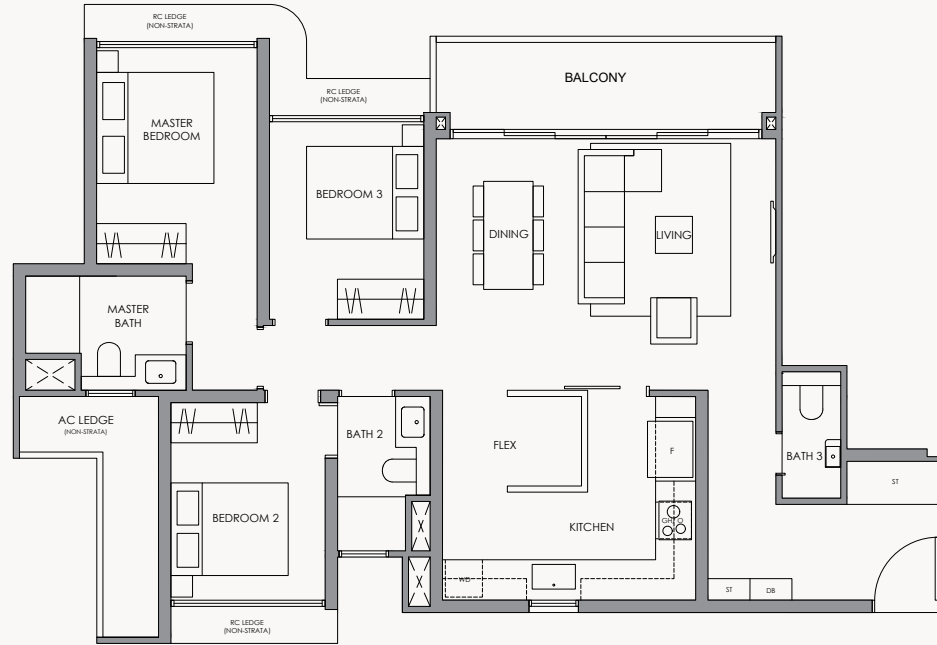 RC LEDGE
(NON-STRATA)
MASTER
BEDROOM
RC LEDGE
(NON-STRATA)
BALCONY
BEDROOM 3
DINING
LIVING
MASTER
BATH
AC LEDGE
(NON-STRATA)
BATH 2
FLEX
F
BATH 3
ST
BEDROOM 2
KITCHEN
WD
ST
DB
RC LEDGE
(NON-STRATA)